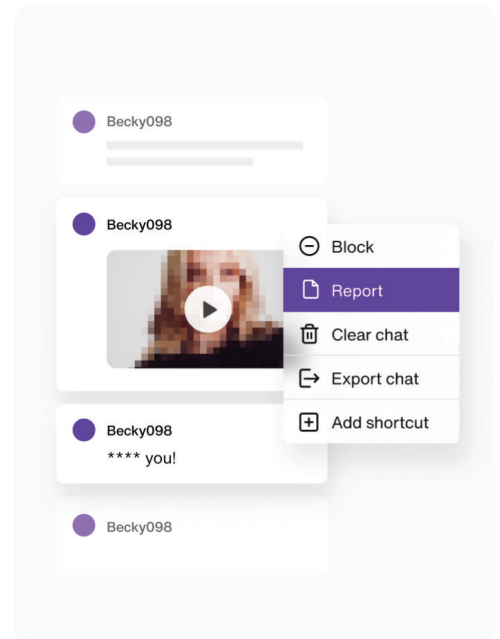 Becky098
Becky098
Block
Report
Clear chat
Export chat
Add shortcut
Becky098
**** you!
Becky098